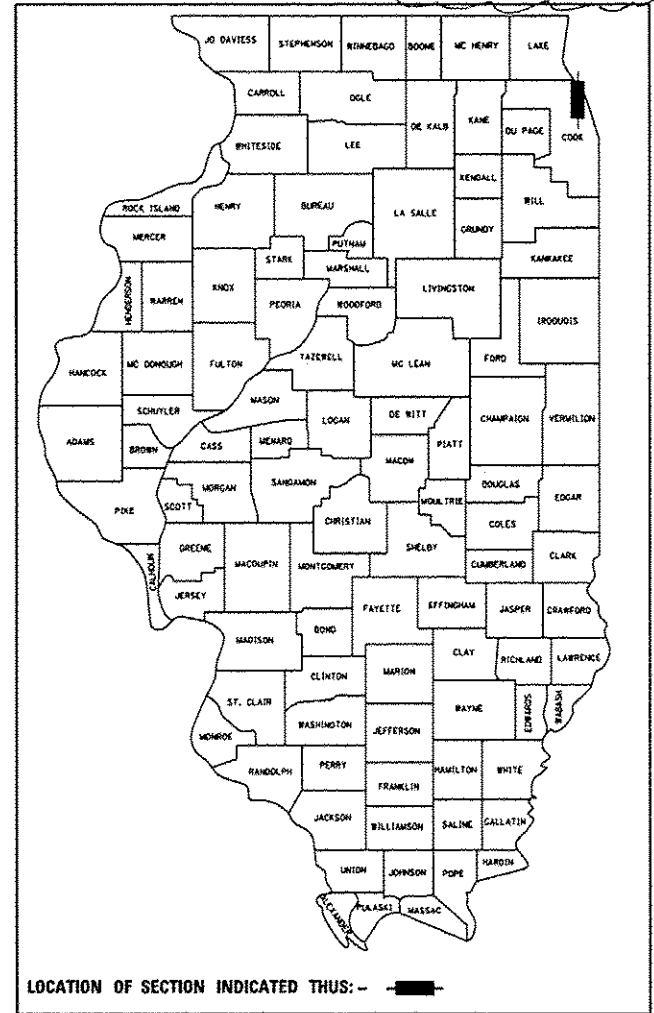 JO DAVIESS STEPHENSON WINNEBAGO BOONE MC HENRY LAKE
CARROLL OGLE DE KALB KANE DU PAGE COOK
WHITESIDE LEE
KENDALL WILL
ROCK ISLAND HENRY BUREAU LA SALLE GRUNDY
MERCER PUTNAM
STARK MARSHALL KANKAKEE
HENDERSON WARREN KNOX PEORIA WOODFORD LIVINGSTON
IROQUOIS
HANCOCK MC DONOUGH FULTON TAZEWELL MC LEAN FORD
MASON
SCHUYLER LOGAN DE WITT CHAMPAIGN VERMILION
ADAMS BROWN CASS MENARD PIATT
MACON
PIKE SCOTT MORGAN SANGAMON MOULTRIE DOUGLAS EDGAR
CHRISTIAN COLES
CALHOUN GREENE MACOUPIN MONTGOMERY SHELBY CUMBERLAND CLARK
JERSEY FAYETTE EFFINGHAM JASPER CRAWFORD
MADISON BOND
CLAY RICHLAND LAWRENCE
CLINTON MARION
ST. CLAIR WAYNE EDWARDS WABASH
WASHINGTON JEFFERSON
MONROE
RANDOLPH PERRY HAMILTON WHITE
FRANKLIN
JACKSON WILLIAMSON SALINE GALLATIN
UNION JOHNSON POPE HARDIN
ALEXANDER PULASKI MASSAC
LOCATION OF SECTION INDICATED THUS: -